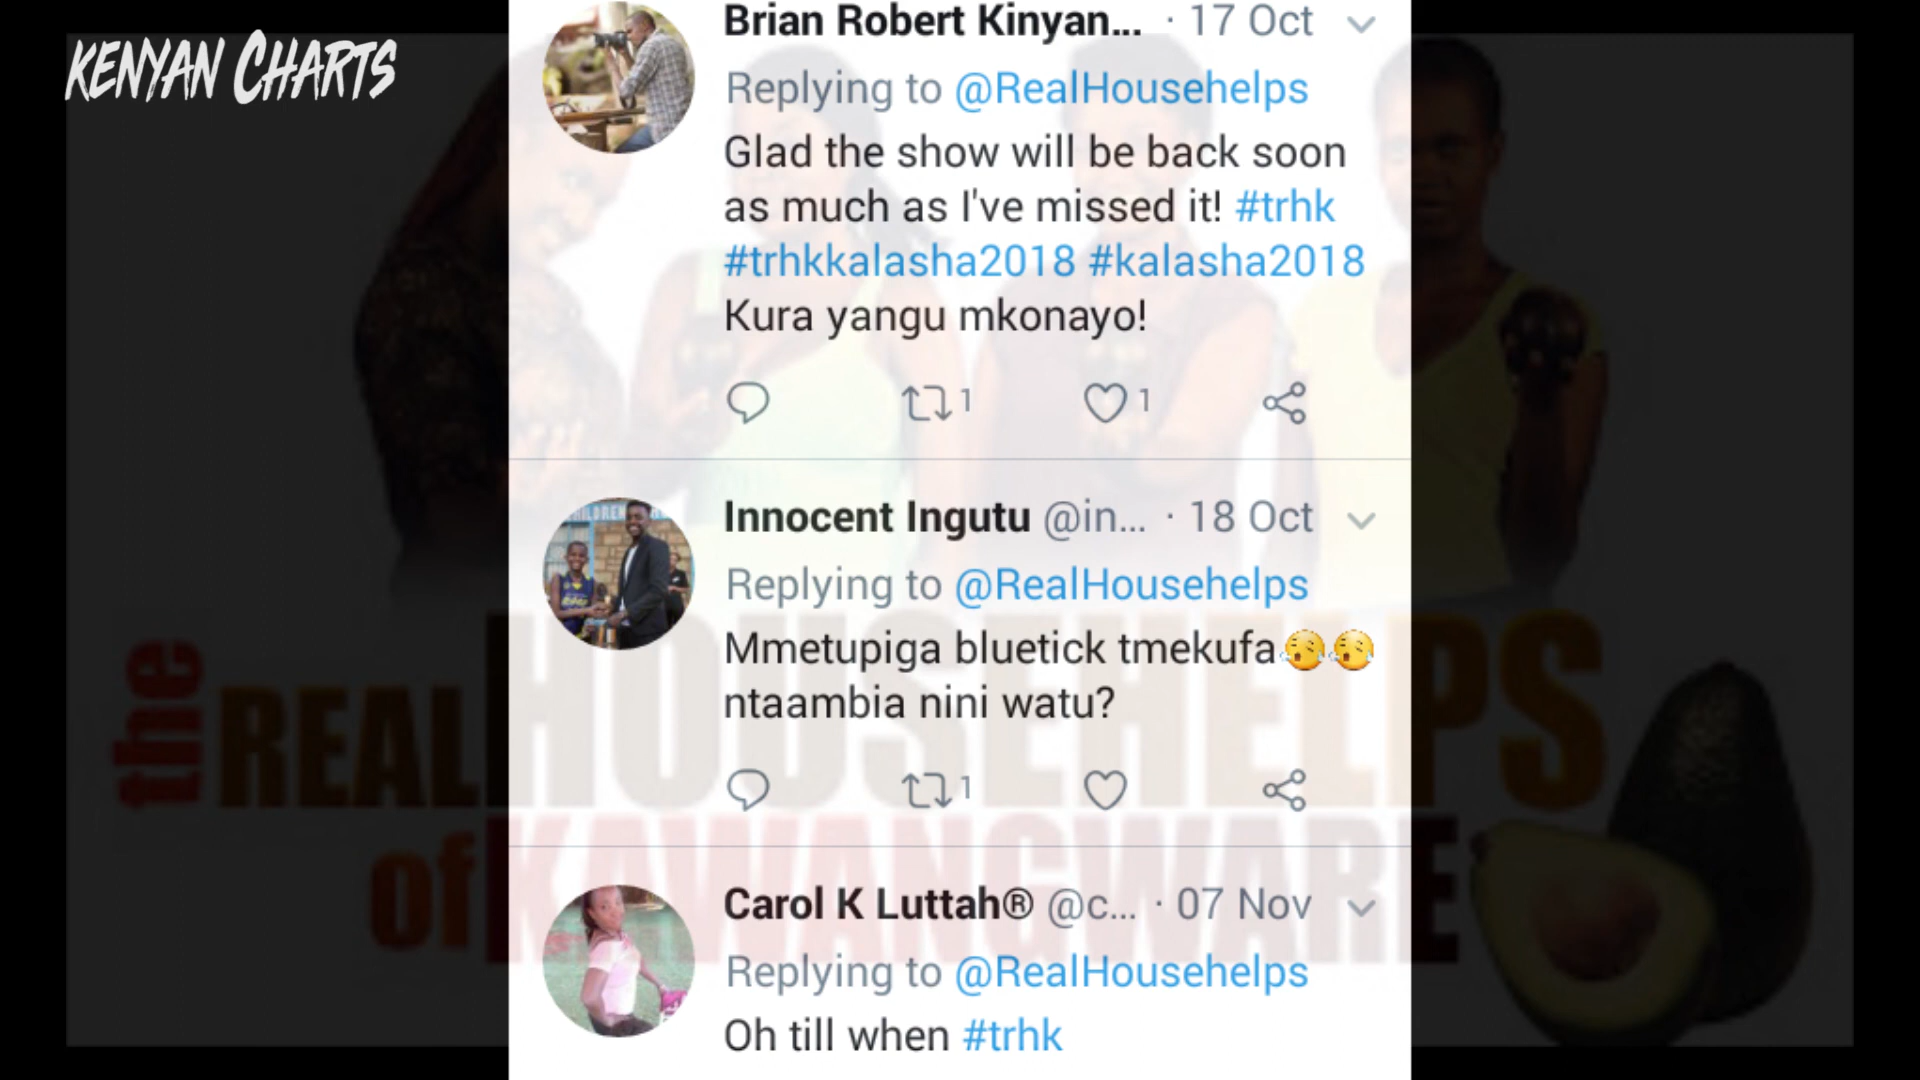 KENYAN CHARTS
Brian Robert Kinyan... · 17 Oct
Replying to @RealHousehelps
Glad the show will be back soon
as much as I've missed it! #trhk
#trhkkalasha2018 #kalasha2018
Kura yangu mkonayo!
1 1
Innocent Ingutu @in... · 18 Oct
Replying to @RealHousehelps
Mmetupiga bluetick tmekufa😥😥
ntaambia nini watu?
1
Carol K Luttah® @c... · 07 Nov
Replying to @RealHousehelps
Oh till when #trhk
the REAL HOUSEHELPS
of KAWANGWARE